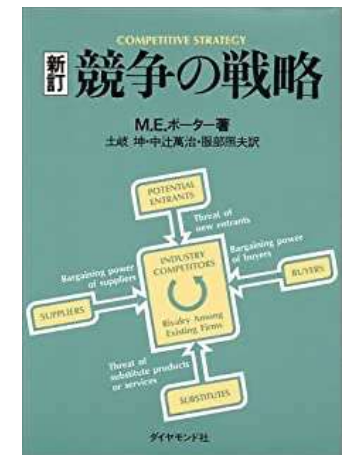 COMPETITIVE STRATEGY
新訂
競争の戦略
M.E.ポーター著
土岐 坤・中辻萬治・服部照夫訳
POTENTIAL
ENTRANTS
Threat of
new entrants
INDUSTRY
COMPETITORS
Bargaining power
of suppliers
Bargaining power
of buyers
SUPPLIERS
BUYERS
Rivalry Among
Existing Firms
Threat of
substitute products
or services
SUBSTITUTES
ダイヤモンド社